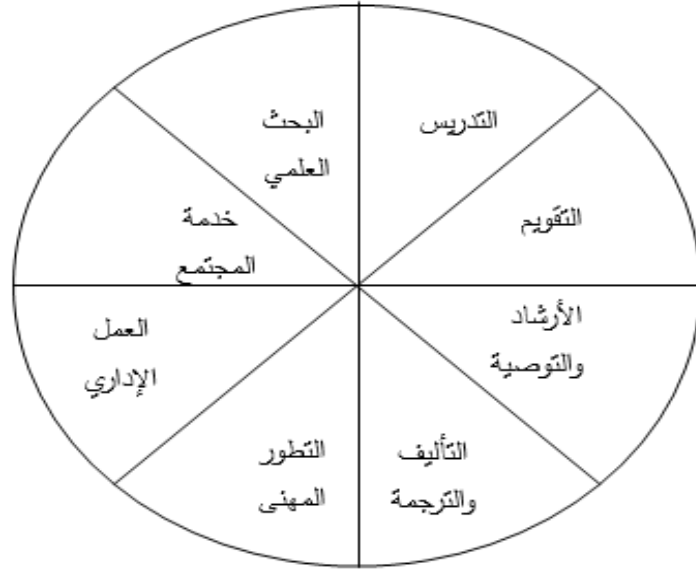 التدريس
التقويم
الأرشاد
والتوصية
التأليف
والترجمة
التطور
المهنى
العمل
الإداري
خدمة
المجتمع
البحث
العلمي